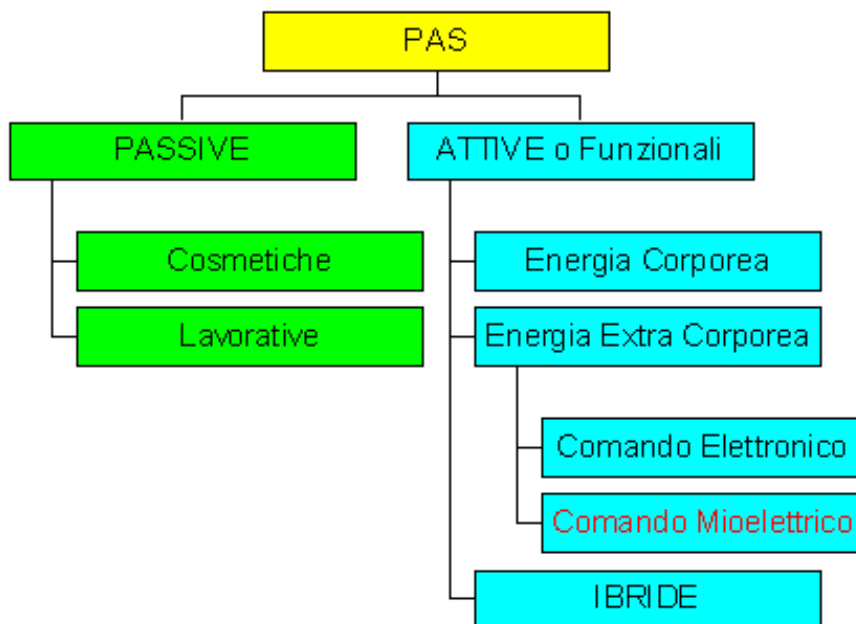 PAS
PASSIVE
ATTIVE o Funzionali
Cosmetiche
Energia Corporea
Lavorative
Energia Extra Corporea
Comando Elettronico
Comando Mioelettrico
IBRIDE